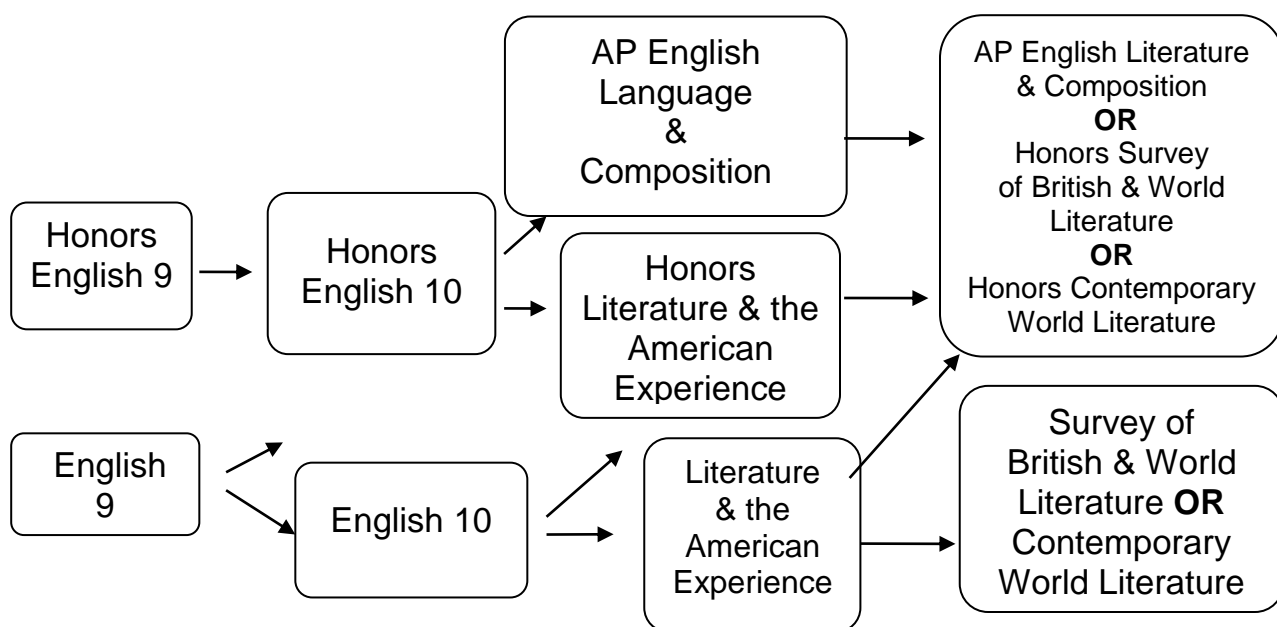 Honors
English 9
Honors
English 10
AP English
Language
&
Composition
Honors
Literature & the
American
Experience
AP English Literature
& Composition
OR
Honors Survey
of British & World
Literature
OR
Honors Contemporary
World Literature
English
9
English 10
Literature
& the
American
Experience
Survey of
British & World
Literature OR
Contemporary
World Literature